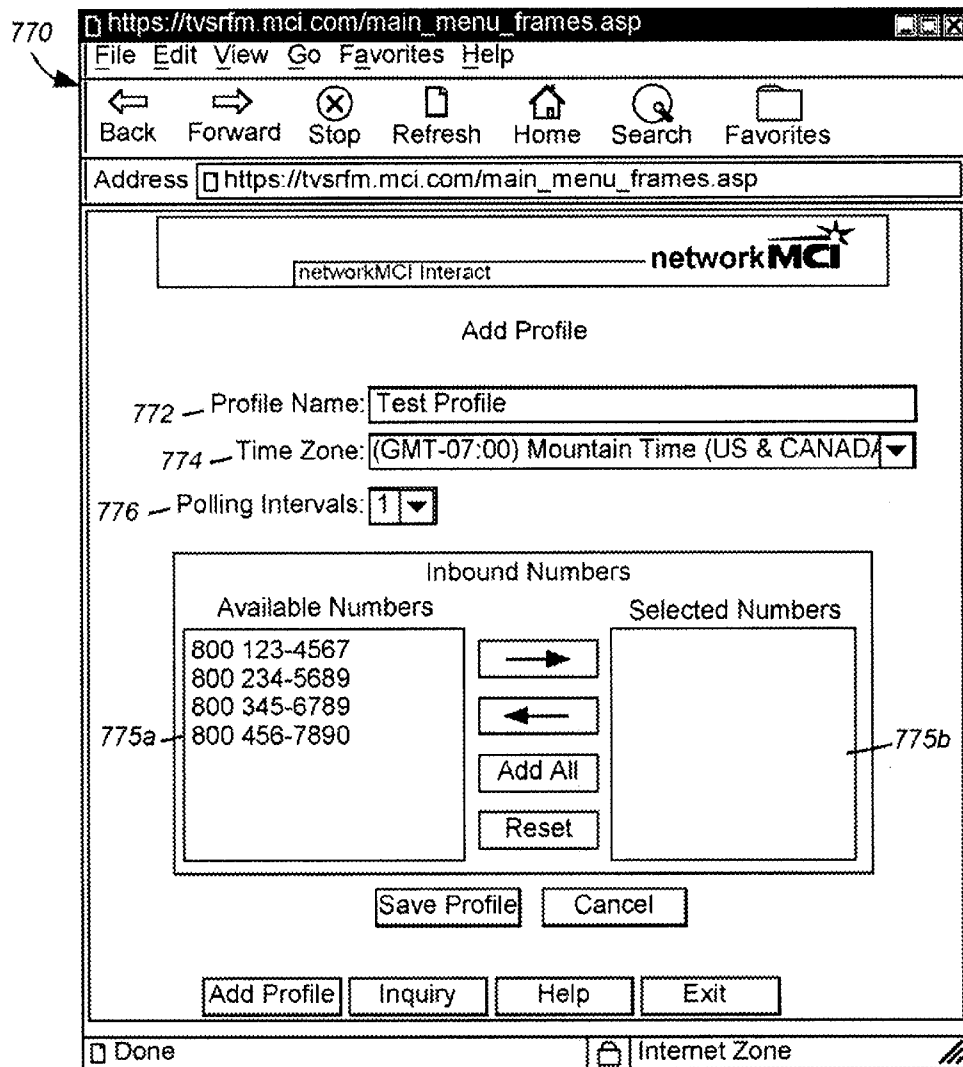 770
https://tvsrfm.mci.com/main_menu_frames.asp
File Edit View Go Favorites Help
Back Forward Stop Refresh Home Search Favorites
Address https://tvsrfm.mci.com/main_menu_frames.asp
networkMCI Interact
networkMCI
Add Profile
772 Profile Name: Test Profile
774 Time Zone: (GMT-07:00) Mountain Time (US & CANADA
776 Polling Intervals: 1
Inbound Numbers
Available Numbers Selected Numbers
800 123-4567
800 234-5689
800 345-6789
775a 800 456-7890 775b
Add All
Reset
Save Profile Cancel
Add Profile Inquiry Help Exit
Done Internet Zone